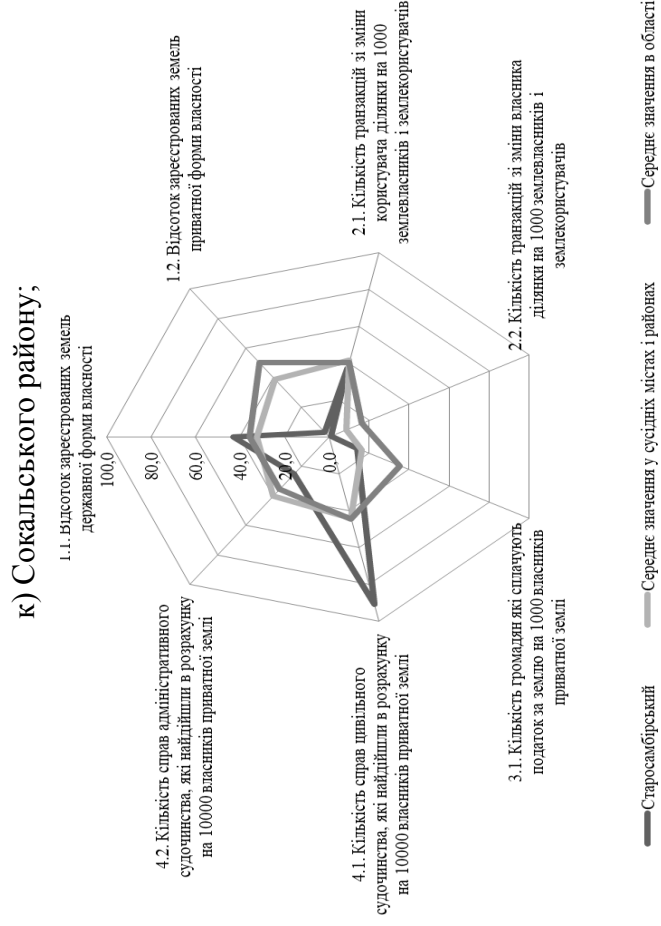 к) Сокальського району;
1.1. Відсоток зареєстрованих земель
державної форми власності
100,0
80,0
60,0
40,0
20,0
0,0
1.2. Відсоток зареєстрованих земель
приватної форми власності
2.1. Кількість транзакцій зі зміни
користувача ділянки на 1000
землевласників і землекористувачів
2.2. Кількість транзакцій зі зміни власника
ділянки на 1000 землевласників і
землекористувачів
3.1. Кількість громадян які сплачують
податок за землю на 1000 власників
приватної землі
4.1. Кількість справ цивільного
судочинства, які найдійшли в розрахунку
на 10000 власників приватної землі
4.2. Кількість справ адміністративного
судочинства, які найдійшли в розрахунку
на 10000 власників приватної землі
Старосамбірський
Середнє значення у сусідніх містах і районах
Середнє значення в області